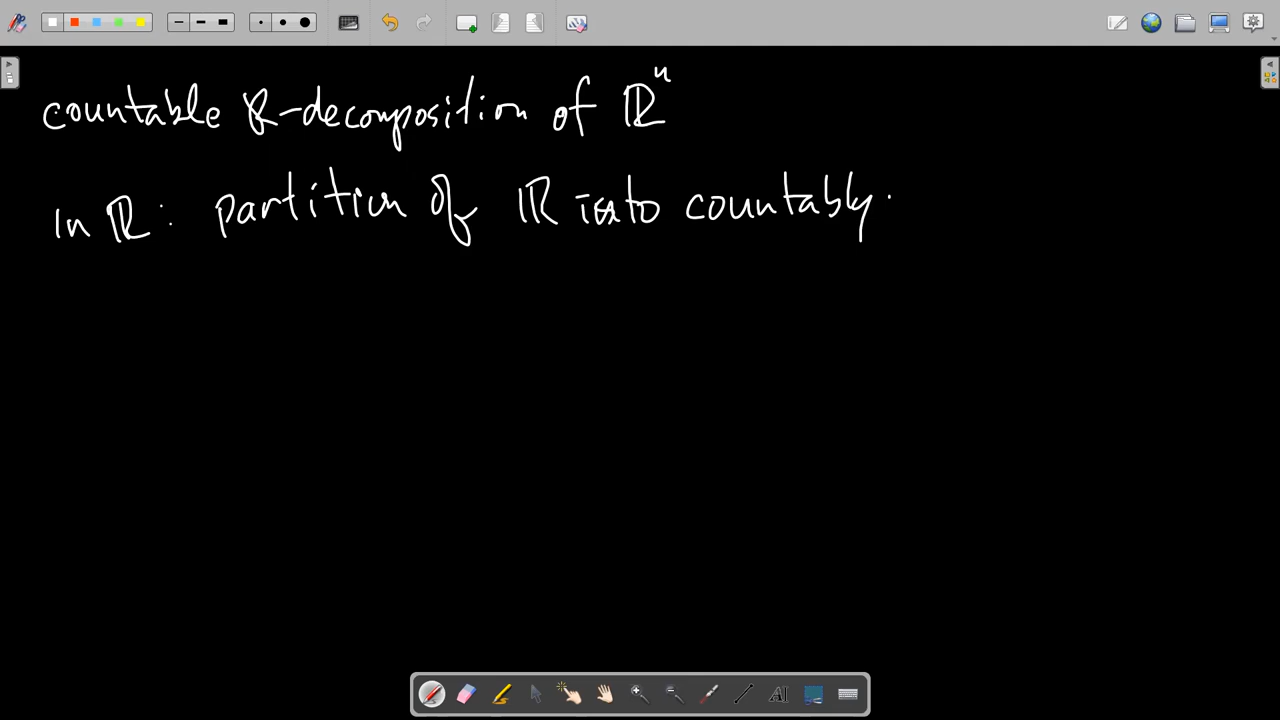 countable R-decomposition of ℝⁿ
In ℝ: partition of ℝ into countably